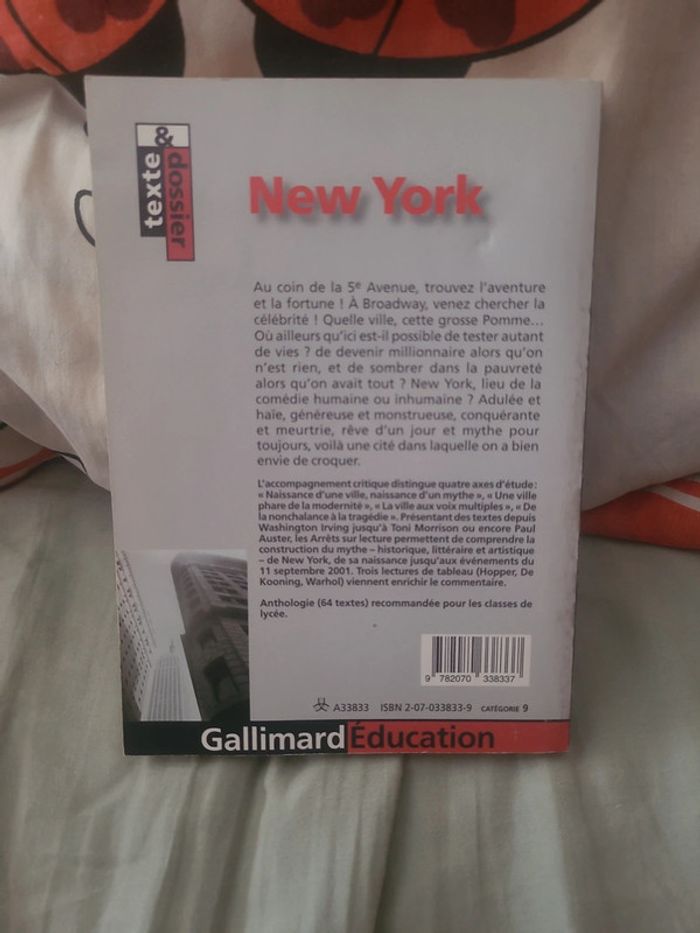 texte
&
dossier
New York
Au coin de la 5e Avenue, trouvez l'aventure
et la fortune ! À Broadway, venez chercher la
célébrité ! Quelle ville, cette grosse Pomme...
Où ailleurs qu'ici est-il possible de tester autant
de vies ? de devenir millionnaire alors qu'on
n'est rien, et de sombrer dans la pauvreté
alors qu'on avait tout ? New York, lieu de la
comédie humaine ou inhumaine ? Adulée et
haïe, généreuse et monstrueuse, conquérante
et meurtrie, rêve d'un jour et mythe pour
toujours, voilà une cité dans laquelle on a bien
envie de croquer.
L'accompagnement critique distingue quatre axes d'étude :
« Naissance d'une ville, naissance d'un mythe », « Une ville
phare de la modernité », « La ville aux voix multiples », « De
la nonchalance à la tragédie ». Présentant des textes depuis
Washington Irving jusqu'à Toni Morrison ou encore Paul
Auster, les Arrêts sur lecture permettent de comprendre la
construction du mythe – historique, littéraire et artistique
– de New York, de sa naissance jusqu'aux événements du
11 septembre 2001. Trois lectures de tableau (Hopper, De
Kooning, Warhol) viennent enrichir le commentaire.
Anthologie (64 textes) recommandée pour les classes de
lycée.
9 782070 338337
A33833 ISBN 2-07-033833-9 CATÉGORIE 9
Gallimard Éducation